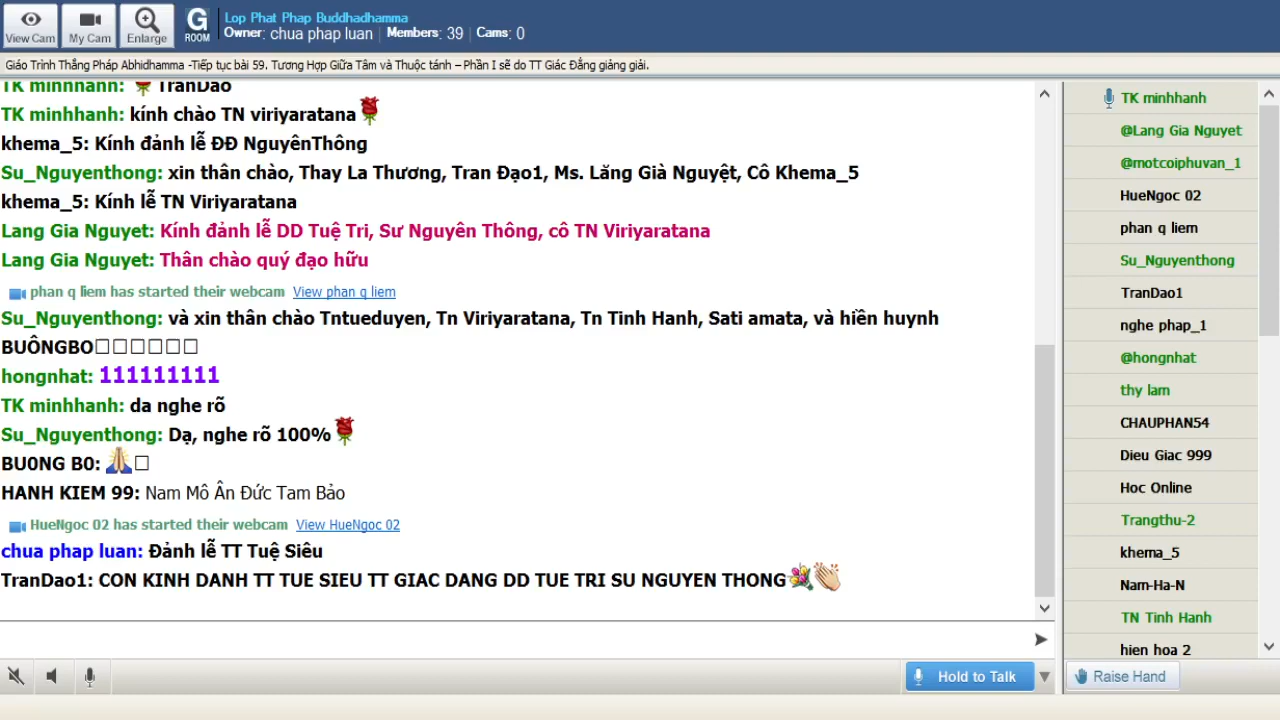 View Cam
My Cam
Enlarge
G
ROOM
Lop Phat Phap Buddhadhamma
Owner: chua phap luan | Members: 39 | Cams: 0
Giáo Trình Thắng Pháp Abhidhamma -Tiếp tục bài 59. Tương Hợp Giữa Tâm và Thuộc tánh – Phần I sẽ do TT Giác Đẳng giảng giải.
TK minhhanh: TranDao
TK minhhanh: kính chào TN viriyaratana
khema_5: Kính đảnh lễ ĐĐ NguyênThông
Su_Nguyenthong: xin thân chào, Thay La Thương, Tran Đạo1, Ms. Lăng Già Nguyệt, Cô Khema_5
khema_5: Kính lễ TN Viriyaratana
Lang Gia Nguyet: Kính đảnh lễ DD Tuệ Tri, Sư Nguyên Thông, cô TN Viriyaratana
Lang Gia Nguyet: Thân chào quý đạo hữu
phan q liem has started their webcam View phan q liem
Su_Nguyenthong: và xin thân chào Tntueduyen, Tn Viriyaratana, Tn Tinh Hanh, Sati amata, và hiền huynh
BUÔNGBO□□□□□□
hongnhat: 111111111
TK minhhanh: da nghe rõ
Su_Nguyenthong: Dạ, nghe rõ 100%
BU0NG B0: □
HANH KIEM 99: Nam Mô Ân Đức Tam Bảo
HueNgoc 02 has started their webcam View HueNgoc 02
chua phap luan: Đảnh lễ TT Tuệ Siêu
TranDao1: CON KINH DANH TT TUE SIEU TT GIAC DANG DD TUE TRI SU NGUYEN THONG
Hold to Talk
TK minhhanh
@Lang Gia Nguyet
@motcoiphuvan_1
HueNgoc 02
phan q liem
Su_Nguyenthong
TranDao1
nghe phap_1
@hongnhat
thy lam
CHAUPHAN54
Dieu Giac 999
Hoc Online
Trangthu-2
khema_5
Nam-Ha-N
TN Tinh Hanh
hien hoa 2
Raise Hand